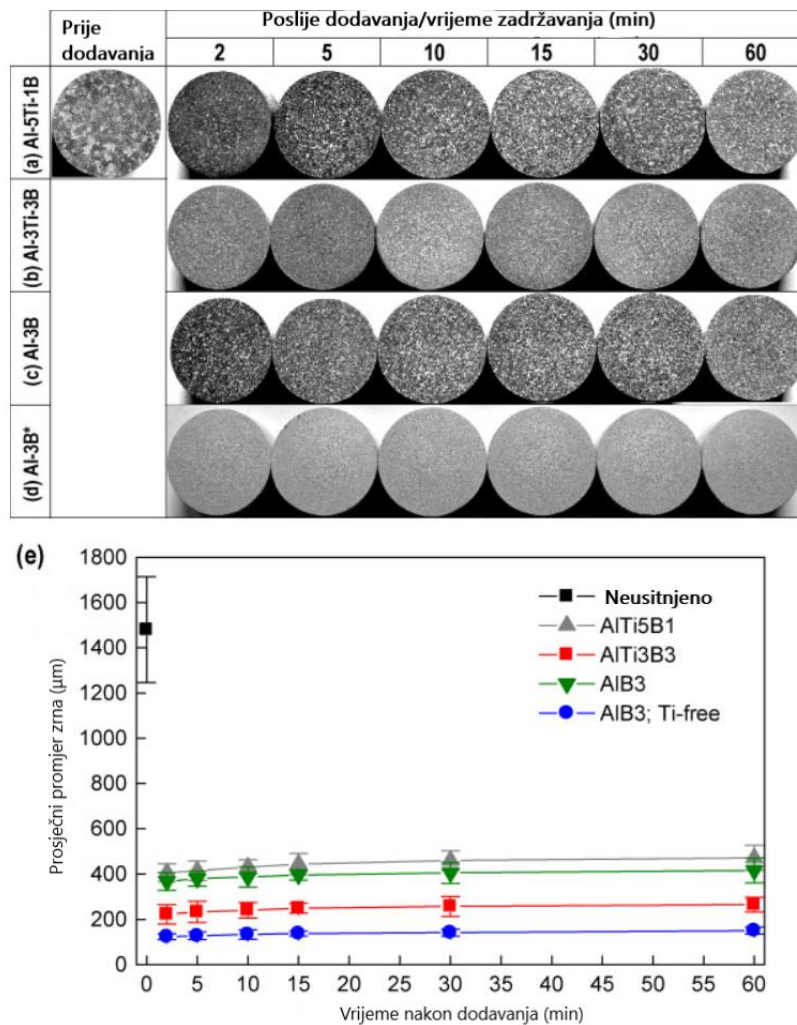 Prije
dodavanja
Poslije dodavanja/vrijeme zadržavanja (min)
2 5 10 15 30 60
(a) Al-5Ti-1B
(b) Al-3Ti-3B
(c) Al-3B
(d) Al-3B*
(e)
1800
1600
1400
1200
1000
800
600
400
200
0
Prosječni promjer zrna (µm)
Neusitnjeno
AlTi5B1
AlTi3B3
AlB3
AlB3; Ti-free
0 5 10 15 20 25 30 35 40 45 50 55 60
Vrijeme nakon dodavanja (min)